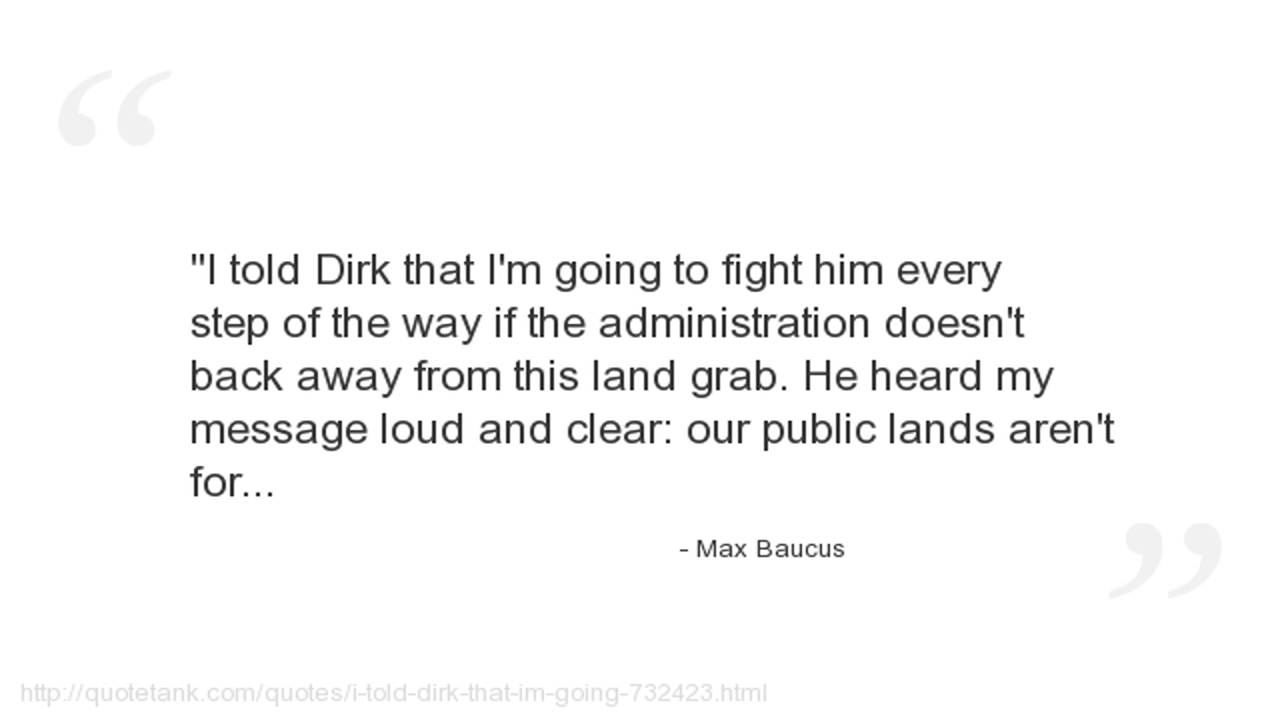 "I told Dirk that I'm going to fight him every
step of the way if the administration doesn't
back away from this land grab. He heard my
message loud and clear: our public lands aren't
for...
- Max Baucus
http://quotetank.com/quotes/i-told-dirk-that-im-going-732423.html